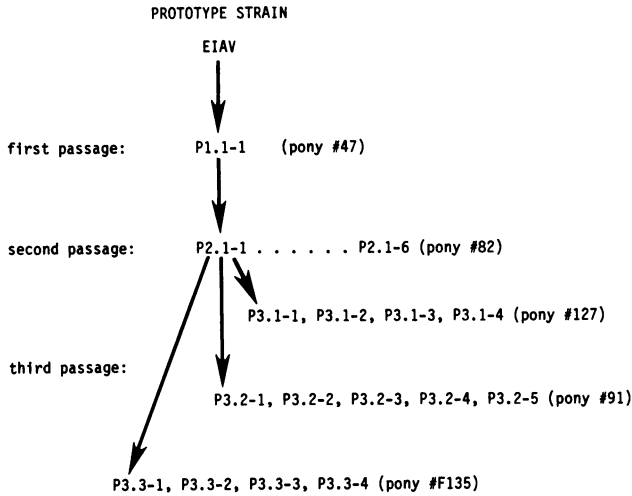 PROTOTYPE STRAIN
EIAV
first passage: P1.1-1 (pony #47)
second passage: P2.1-1 . . . . . . P2.1-6 (pony #82)
P3.1-1, P3.1-2, P3.1-3, P3.1-4 (pony #127)
third passage:
P3.2-1, P3.2-2, P3.2-3, P3.2-4, P3.2-5 (pony #91)
P3.3-1, P3.3-2, P3.3-3, P3.3-4 (pony #F135)